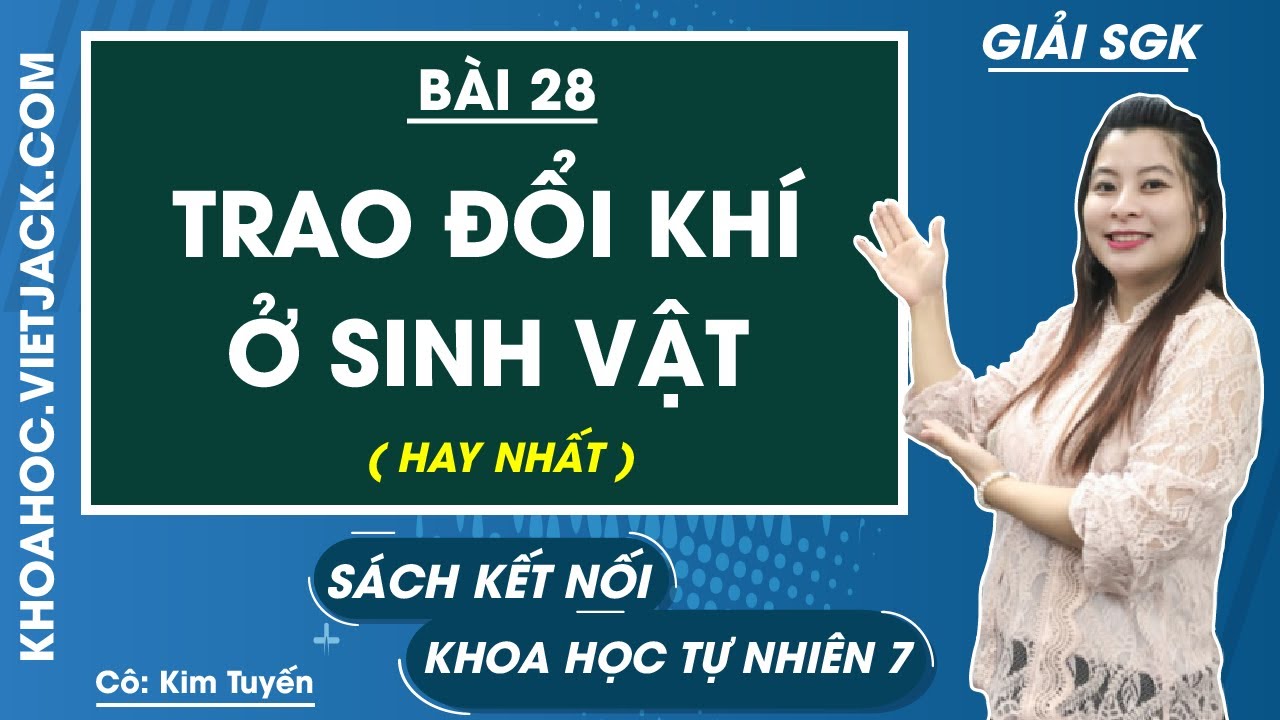 KHOAHOC.VIETJACK.COM
GIẢI SGK
BÀI 28
TRAO ĐỔI KHÍ
Ở SINH VẬT
( HAY NHẤT )
SÁCH KẾT NỐI
KHOA HỌC TỰ NHIÊN 7
Cô: Kim Tuyến